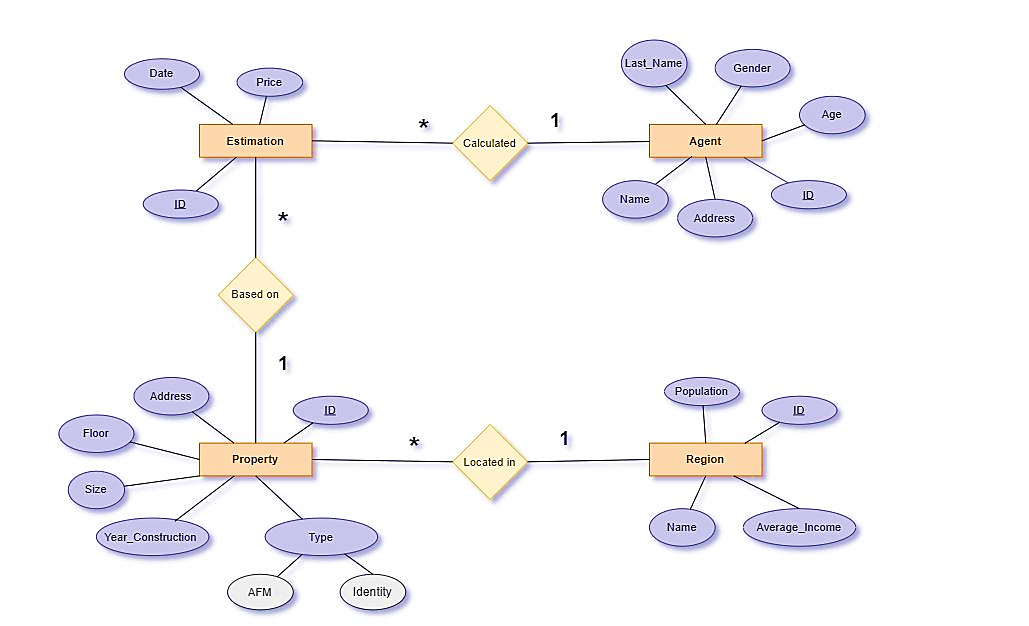 Last_Name
Gender
Date
Price
Age
*
1
Estimation
Calculated
Agent
ID
ID
Name
Address
*
Based on
1
Address
ID
Population
ID
Floor
*
1
Property
Located in
Region
Size
Year_Construction
Type
Name
Average_Income
AFM
Identity